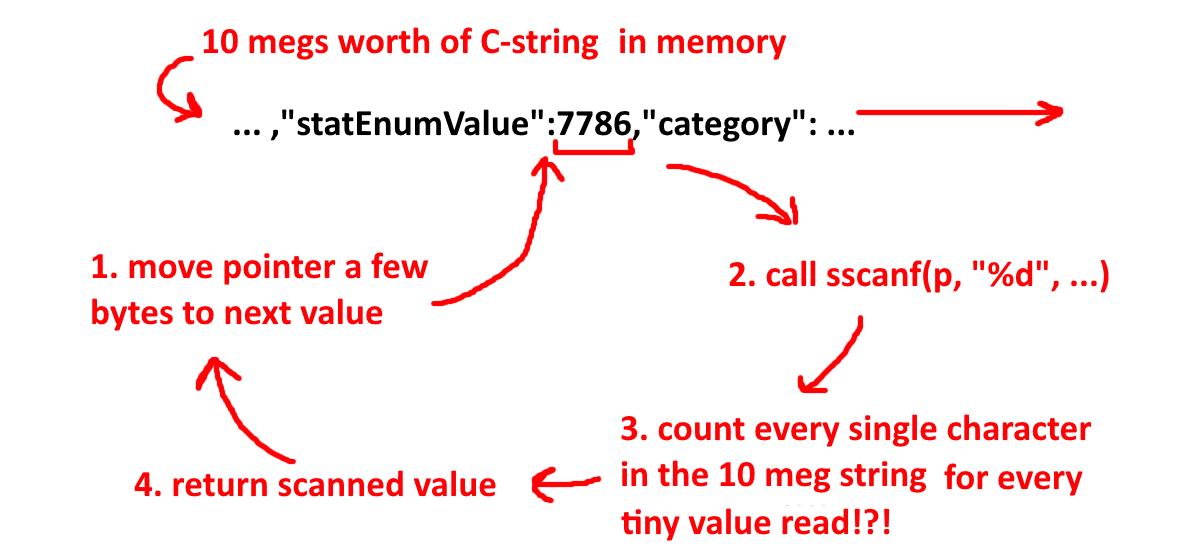 10 megs worth of C-string in memory
... ,"statEnumValue":7786,"category": ...
1. move pointer a few
bytes to next value
2. call sscanf(p, "%d", ...)
3. count every single character
in the 10 meg string for every
tiny value read!?!
4. return scanned value